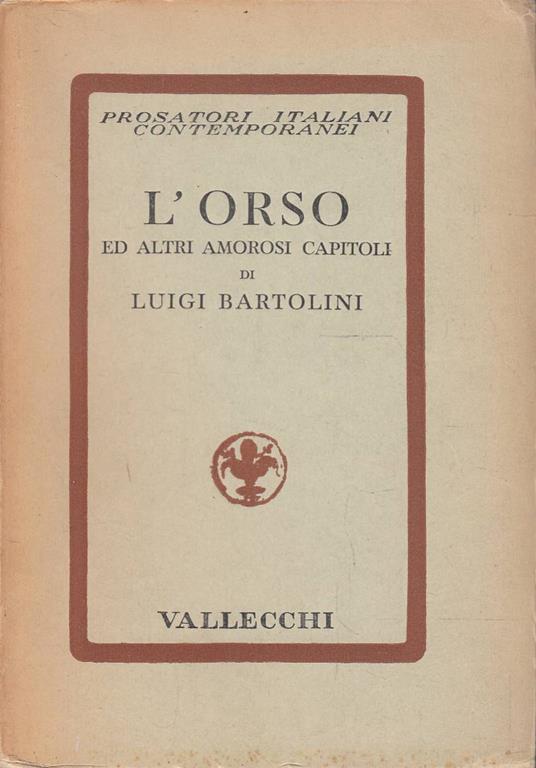 PROSATORI ITALIANI
CONTEMPORANEI
L'ORSO
ED ALTRI AMOROSI CAPITOLI
DI
LUIGI BARTOLINI
VALLECCHI